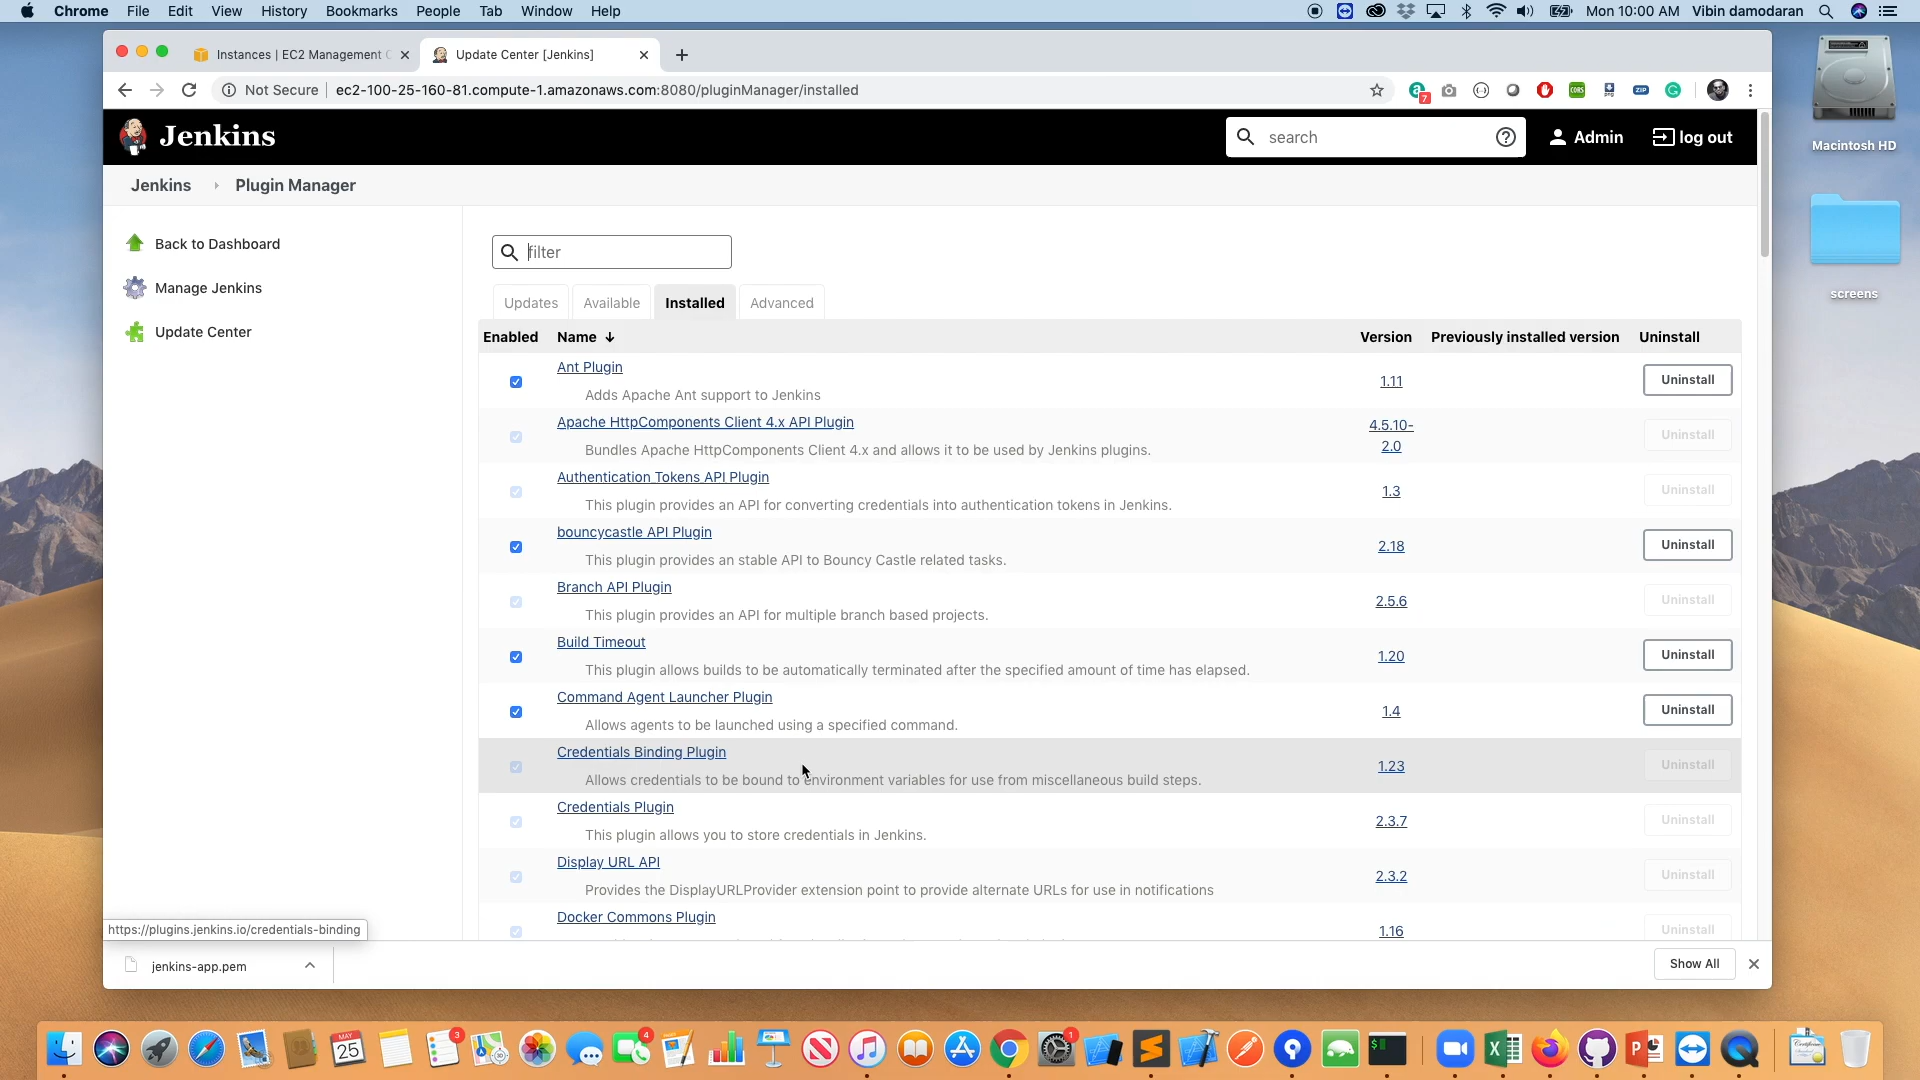 Chrome File Edit View History Bookmarks People Tab Window Help
Mon 10:00 AM Vibin damodaran
Instances | EC2 Management C
Update Center [Jenkins]
Not Secure ec2-100-25-160-81.compute-1.amazonaws.com:8080/pluginManager/installed
7
CORS
ZIP
Macintosh HD
screens
Jenkins
search
Admin
log out
Jenkins
Plugin Manager
Back to Dashboard
Manage Jenkins
Update Center
filter
Updates Available Installed Advanced
Enabled Name ↓ Version Previously installed version Uninstall
Ant Plugin
Adds Apache Ant support to Jenkins
1.11
Uninstall
Apache HttpComponents Client 4.x API Plugin
Bundles Apache HttpComponents Client 4.x and allows it to be used by Jenkins plugins.
4.5.10-
2.0
Uninstall
Authentication Tokens API Plugin
This plugin provides an API for converting credentials into authentication tokens in Jenkins.
1.3
Uninstall
bouncycastle API Plugin
This plugin provides an stable API to Bouncy Castle related tasks.
2.18
Uninstall
Branch API Plugin
This plugin provides an API for multiple branch based projects.
2.5.6
Uninstall
Build Timeout
This plugin allows builds to be automatically terminated after the specified amount of time has elapsed.
1.20
Uninstall
Command Agent Launcher Plugin
Allows agents to be launched using a specified command.
1.4
Uninstall
Credentials Binding Plugin
Allows credentials to be bound to environment variables for use from miscellaneous build steps.
1.23
Uninstall
Credentials Plugin
This plugin allows you to store credentials in Jenkins.
2.3.7
Uninstall
Display URL API
Provides the DisplayURLProvider extension point to provide alternate URLs for use in notifications
2.3.2
Uninstall
Docker Commons Plugin
1.16
Uninstall
https://plugins.jenkins.io/credentials-binding
jenkins-app.pem
Show All
MAY
25
3
4
1